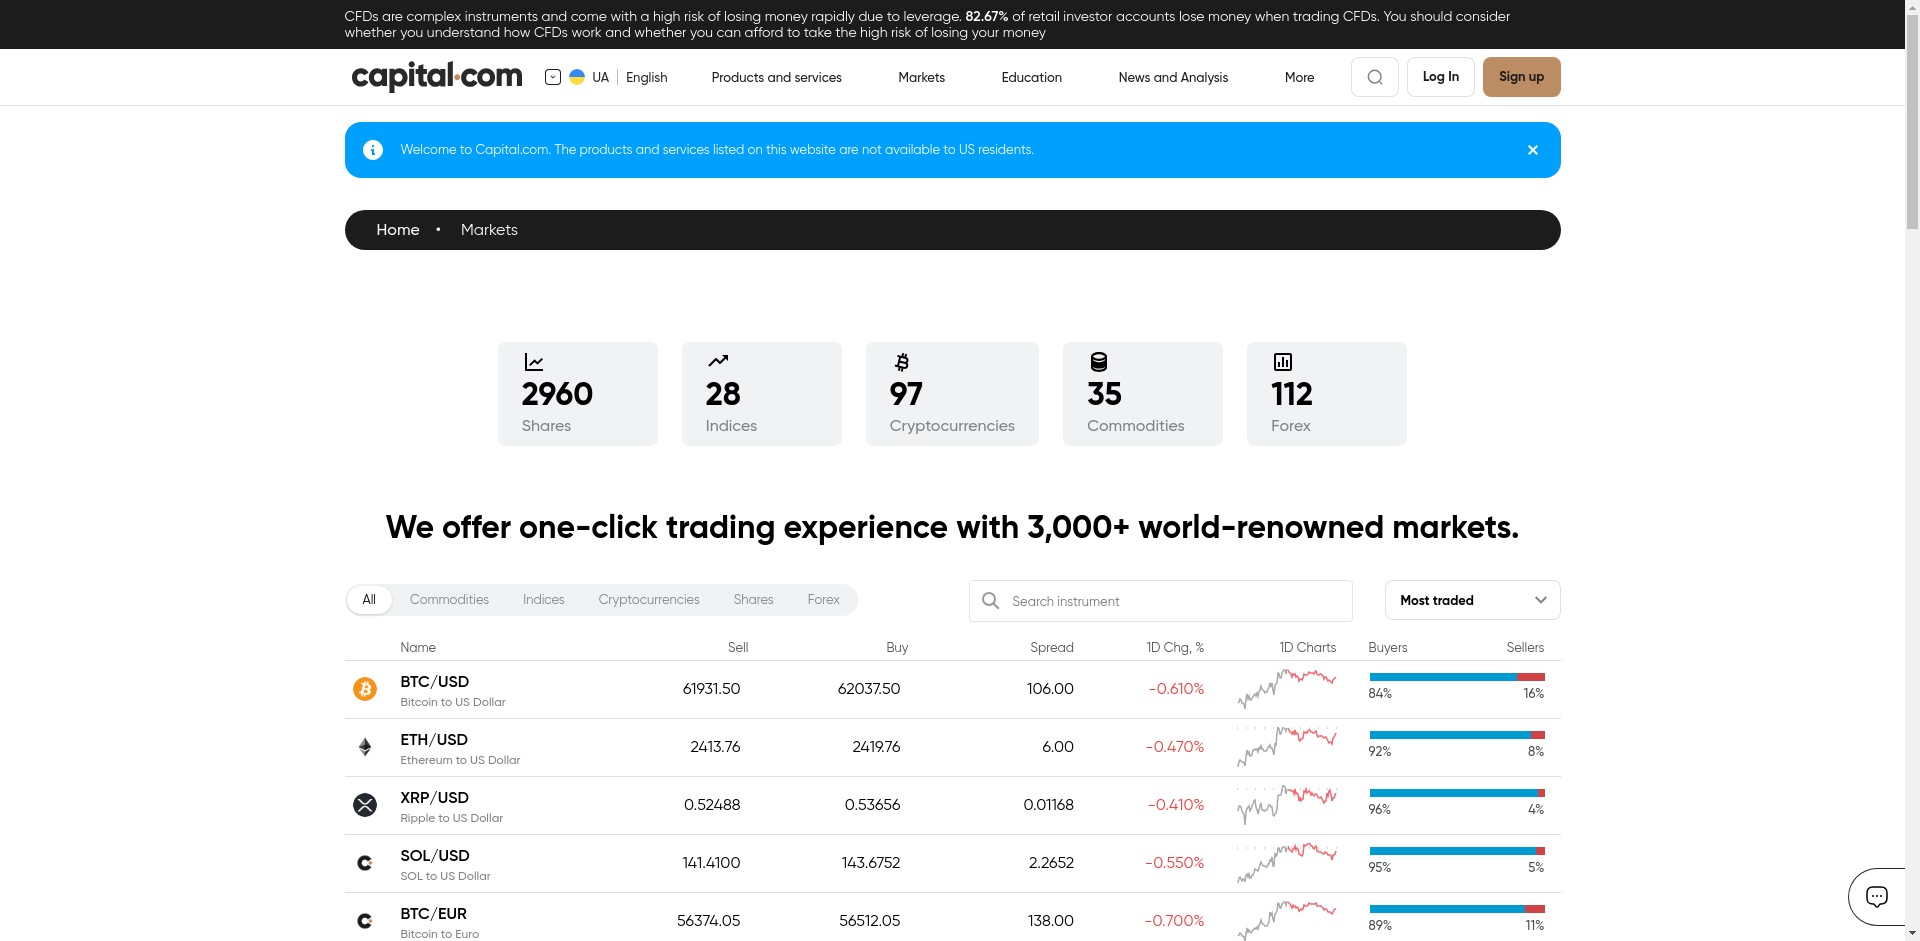 CFDs are complex instruments and come with a high risk of losing money rapidly due to leverage. 82.67% of retail investor accounts lose money when trading CFDs. You should consider
whether you understand how CFDs work and whether you can afford to take the high risk of losing your money
capital.com UA English Products and services Markets Education News and Analysis More Log In Sign up
Welcome to Capital.com. The products and services listed on this website are not available to US residents.
Home • Markets
2960 28 97 35 112
Shares Indices Cryptocurrencies Commodities Forex
We offer one-click trading experience with 3,000+ world-renowned markets.
All Commodities Indices Cryptocurrencies Shares Forex Search instrument Most traded
Name Sell Buy Spread 1D Chg, % 1D Charts Buyers Sellers
BTC/USD 61931.50 62037.50 106.00 -0.610% 84% 16%
Bitcoin to US Dollar
ETH/USD 2413.76 2419.76 6.00 -0.470% 92% 8%
Ethereum to US Dollar
XRP/USD 0.52488 0.53656 0.01168 -0.410% 96% 4%
Ripple to US Dollar
SOL/USD 141.4100 143.6752 2.2652 -0.550% 95% 5%
SOL to US Dollar
BTC/EUR 56374.05 56512.05 138.00 -0.700% 89% 11%
Bitcoin to Euro